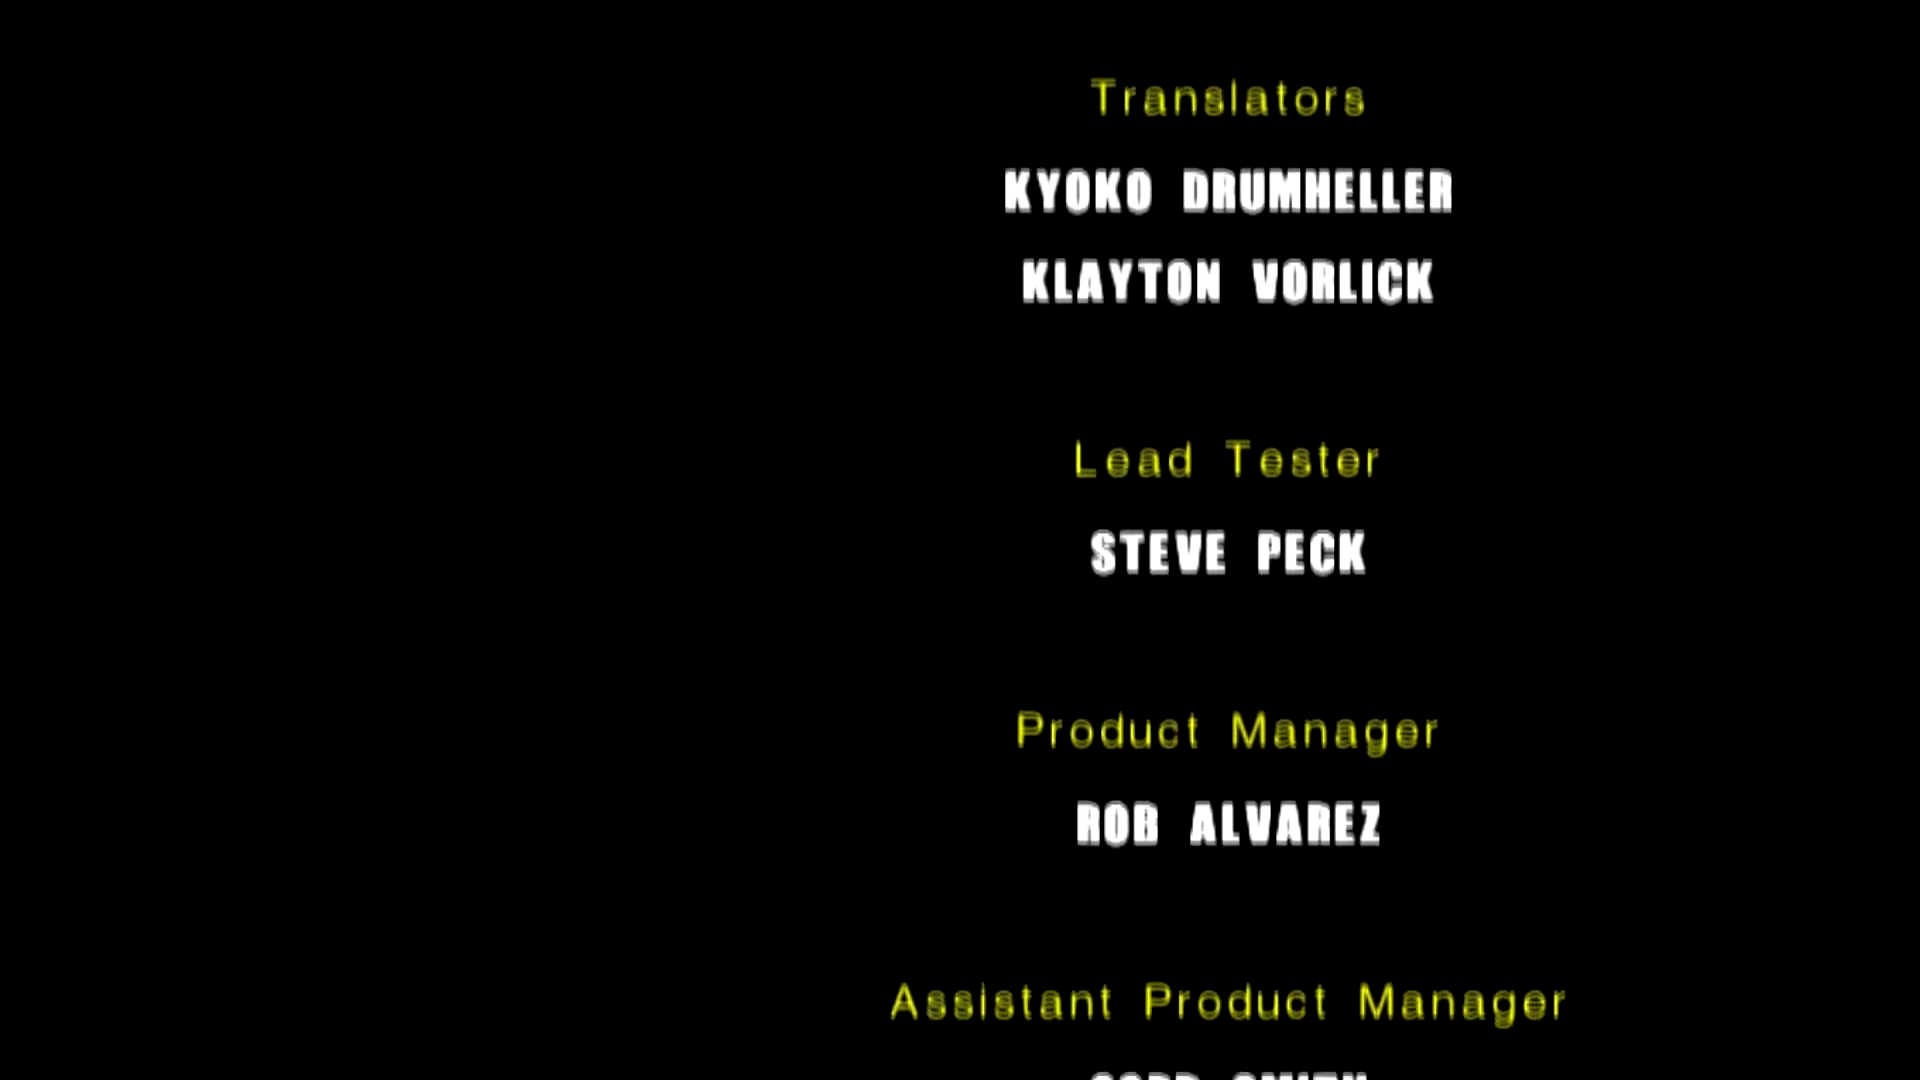 Translators
KYOKO DRUMHELLER
KLAYTON VORLICK
Lead Tester
STEVE PECK
Product Manager
ROB ALVAREZ
Assistant Product Manager